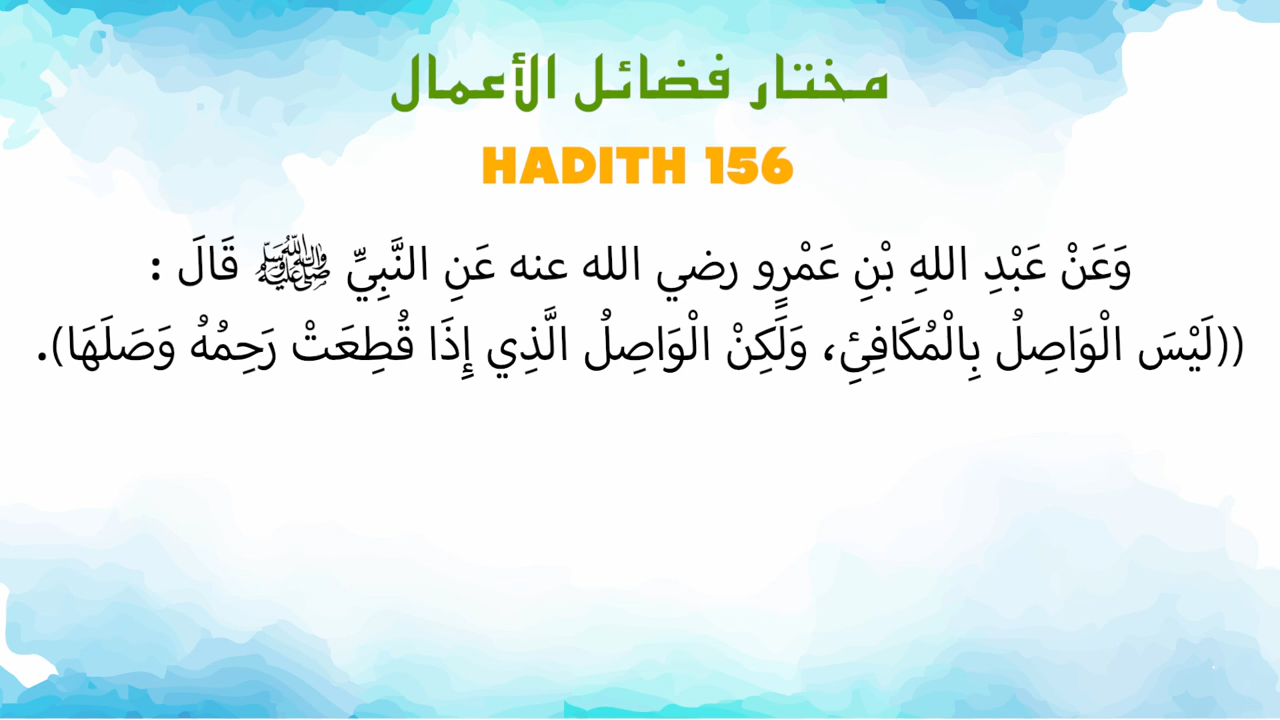 مختار فضائل الأعمال
HADITH 156
وَعَنْ عَبْدِ اللهِ بْنِ عَمْرٍو رضي الله عنه عَنِ النَّبِيِّ ﷺ قَالَ :
((لَيْسَ الْوَاصِلُ بِالْمُكَافِئِ، وَلَكِنْ الْوَاصِلُ الَّذِي إِذَا قُطِعَتْ رَحِمُهُ وَصَلَهَا).